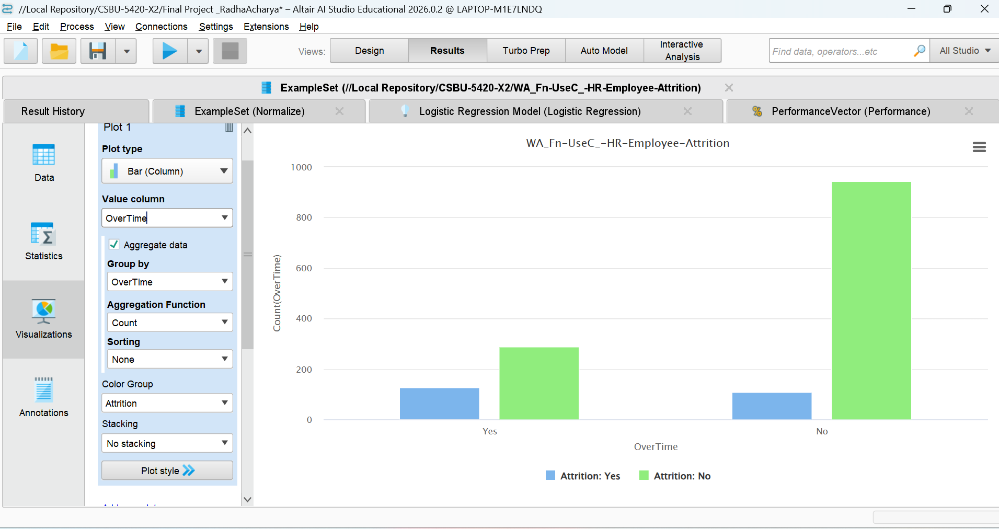 //Local Repository/CSBU-5420-X2/Final Project _RadhaAcharya* – Altair AI Studio Educational 2026.0.2 @ LAPTOP-M1E7LNDQ
File Edit Process View Connections Settings Extensions Help
Views: Design Results Turbo Prep Auto Model Interactive Analysis Find data, operators...etc All Studio
ExampleSet (//Local Repository/CSBU-5420-X2/WA_Fn-UseC_-HR-Employee-Attrition)
Result History ExampleSet (Normalize) Logistic Regression Model (Logistic Regression) PerformanceVector (Performance)
Data
Statistics
Visualizations
Annotations
Plot 1
Plot type
Bar (Column)
Value column
OverTime
Aggregate data
Group by
OverTime
Aggregation Function
Count
Sorting
None
Color Group
Attrition
Stacking
No stacking
Plot style
WA_Fn-UseC_-HR-Employee-Attrition
1000
800
600
400
200
0
Count(OverTime)
Yes No
OverTime
Attrition: Yes Attrition: No